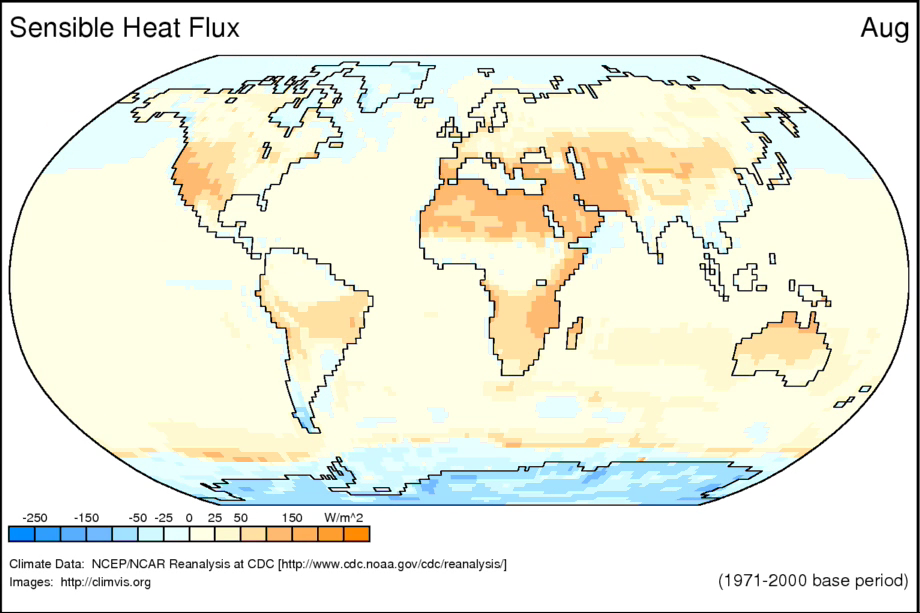 Sensible Heat Flux
Aug
-250 -150 -50 -25 0 25 50 150 W/m^2
Climate Data: NCEP/NCAR Reanalysis at CDC [http://www.cdc.noaa.gov/cdc/reanalysis/]
Images: http://climvis.org
(1971-2000 base period)